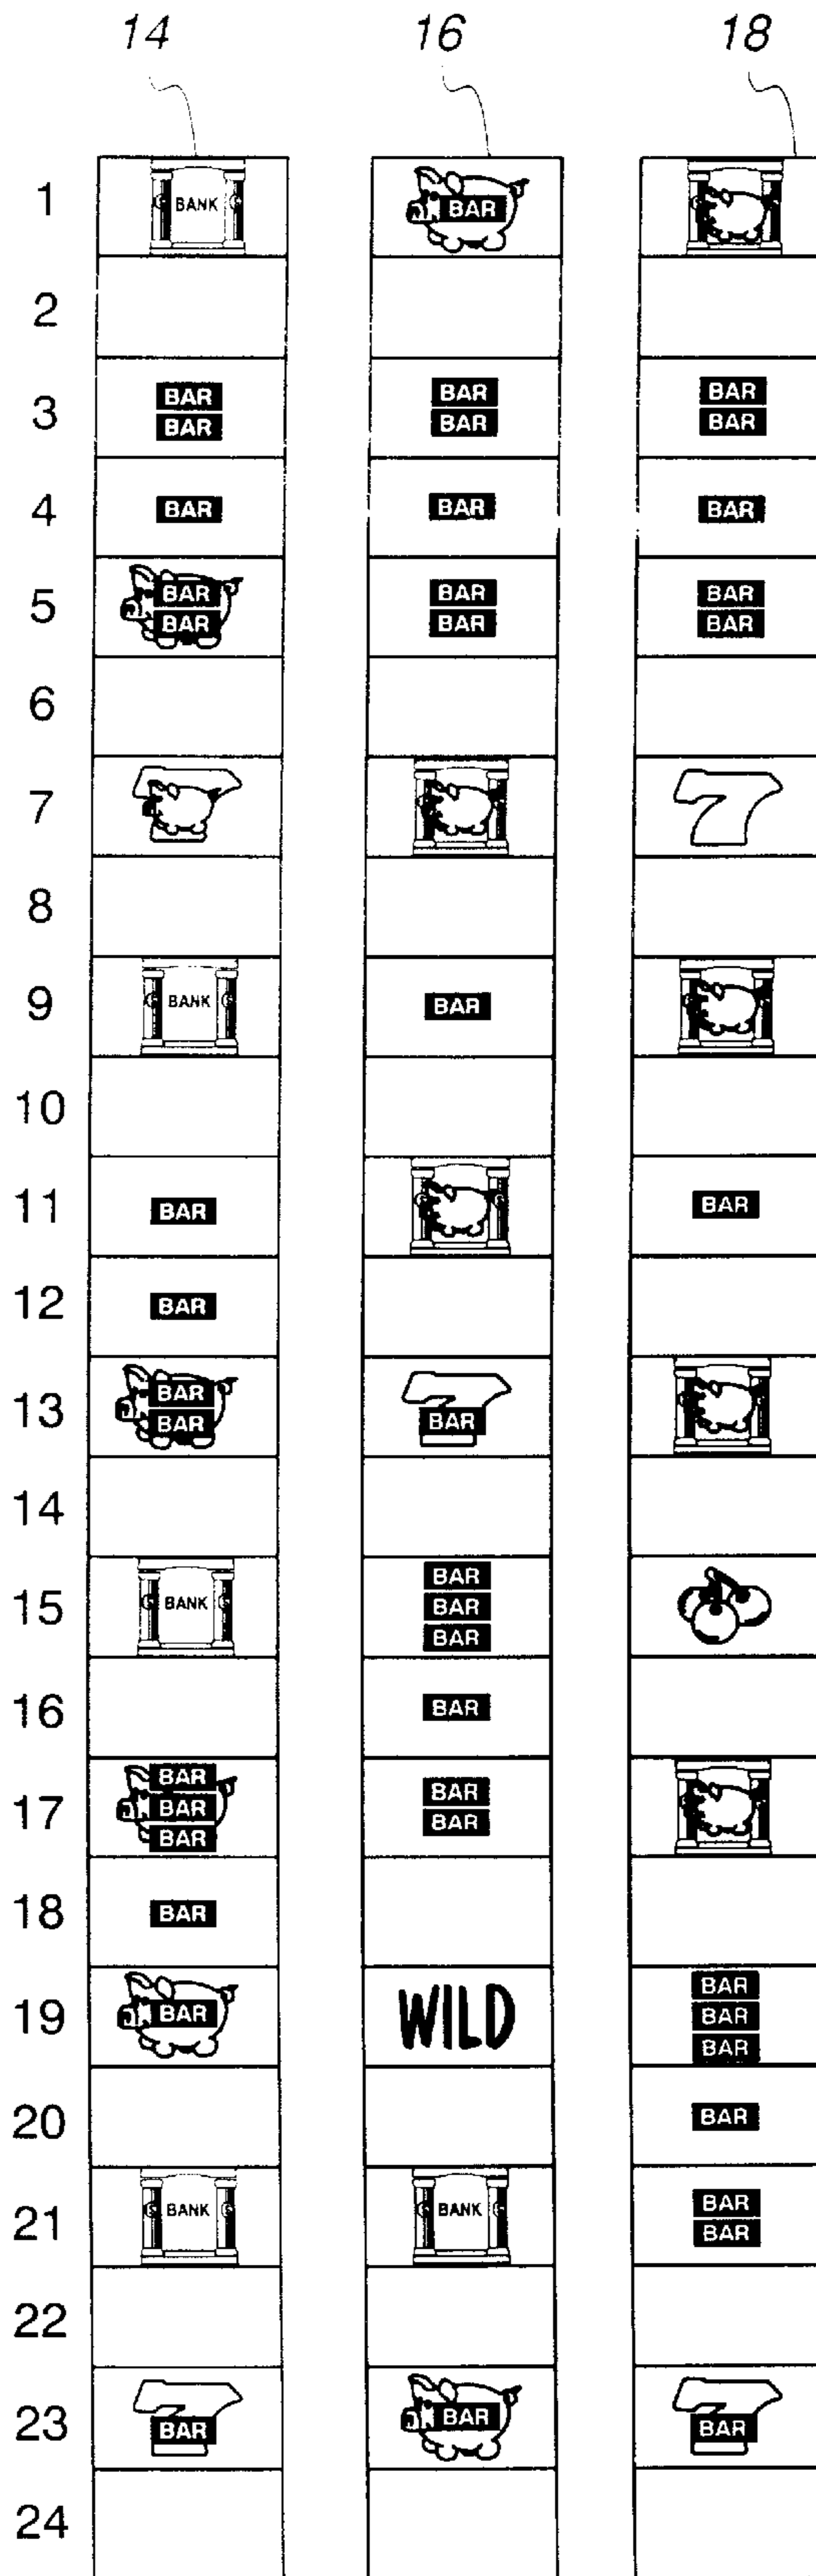 14 16 18
1 BANK BAR
2
3 BAR BAR BAR
BAR BAR BAR
4 BAR BAR BAR
5 BAR BAR BAR
BAR BAR BAR
6
7 7
8
9 BANK BAR
10
11 BAR BAR
12 BAR
13 BAR
BAR 7 BAR
14
15 BANK BAR
BAR
BAR
16 BAR
17 BAR BAR
BAR BAR
BAR
18 BAR
19 BAR WILD BAR
BAR
BAR
20 BAR
21 BANK BANK BAR
BAR
22
23 7 BAR BAR 7 BAR
24